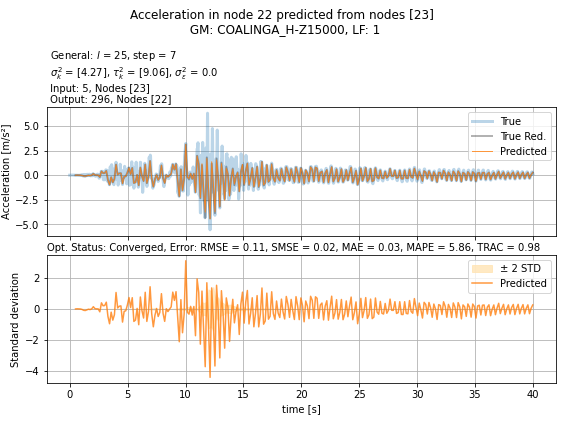 Acceleration in node 22 predicted from nodes [23]
GM: COALINGA_H-Z15000, LF: 1
General: l = 25, step = 7
σ²ₖ = [4.27], τ²ₖ = [9.06], σ²ε = 0.0
Input: 5, Nodes [23]
Output: 296, Nodes [22]
Acceleration [m/s²]
5.0
2.5
0.0
−2.5
−5.0
True
True Red.
Predicted
Opt. Status: Converged, Error: RMSE = 0.11, SMSE = 0.02, MAE = 0.03, MAPE = 5.86, TRAC = 0.98
Standard deviation
2
0
−2
−4
± 2 STD
Predicted
0 5 10 15 20 25 30 35 40
time [s]